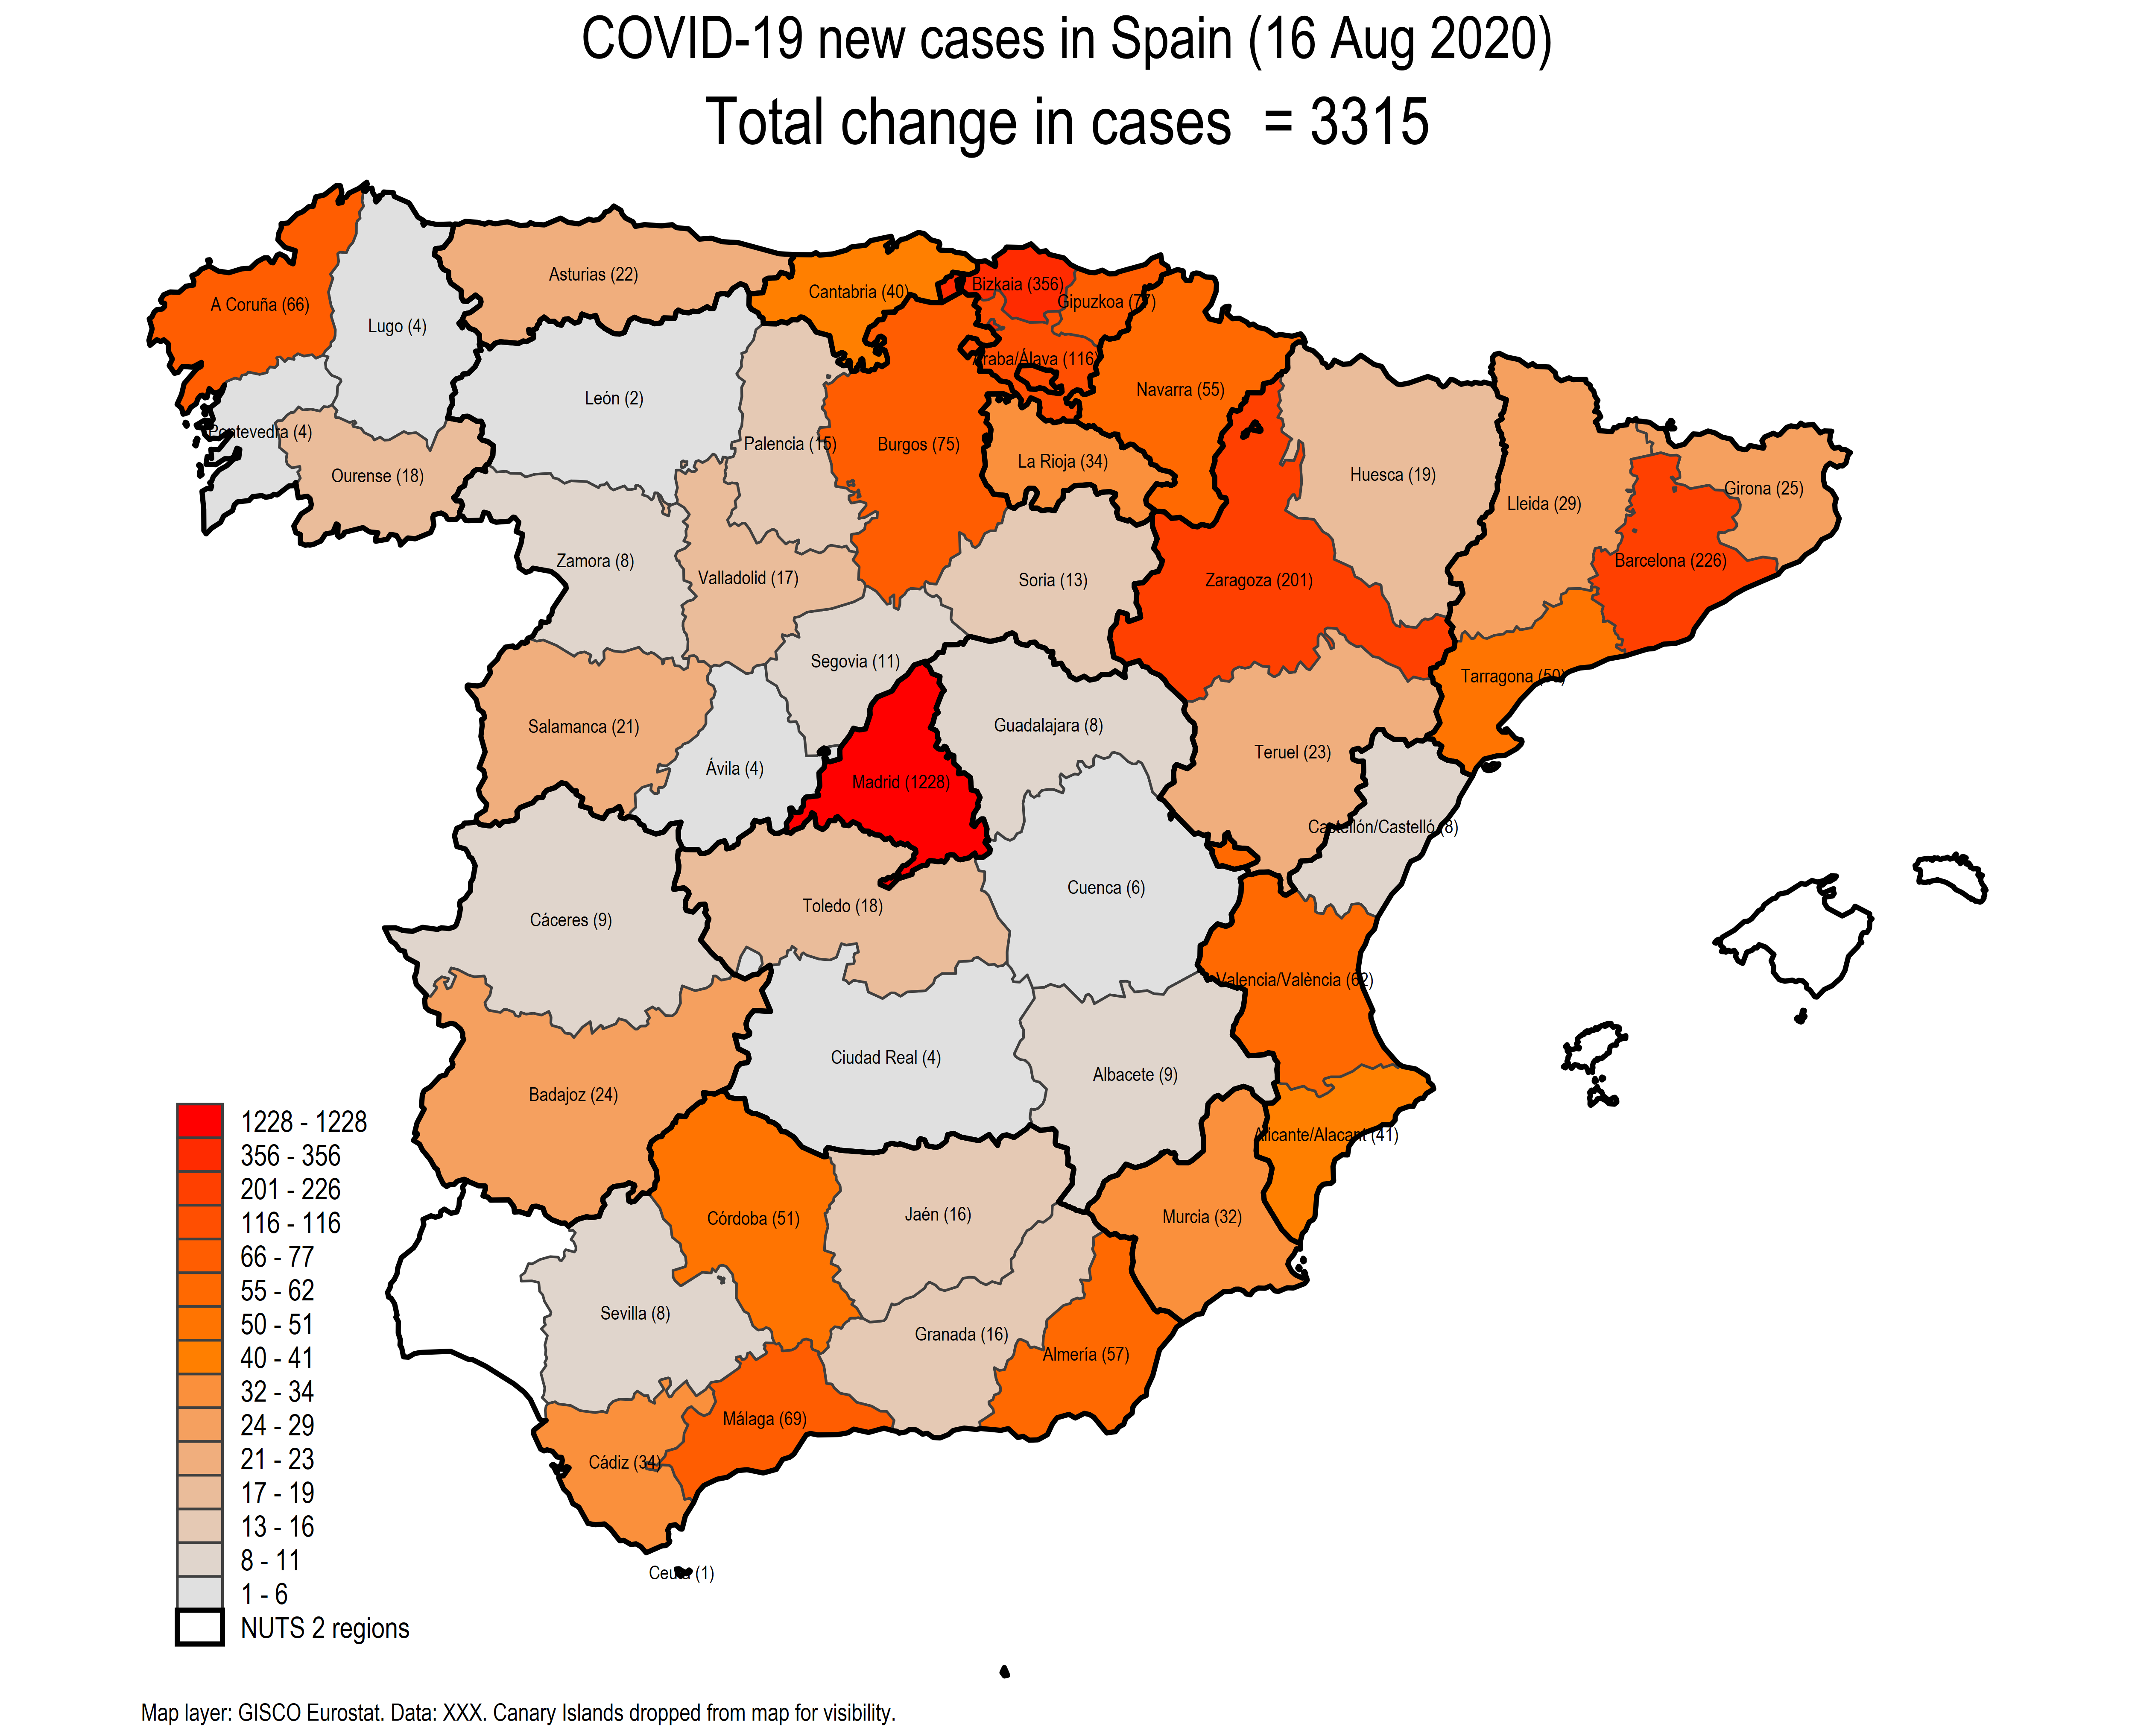 COVID-19 new cases in Spain (16 Aug 2020)
Total change in cases = 3315
A Coruña (66)
Lugo (4)
Asturias (22)
Cantabria (40)
Bizkaia (356)
Gipuzkoa (77)
Araba/Álava (116)
Navarra (55)
León (2)
Pontevedra (4)
Ourense (18)
Palencia (15)
Burgos (75)
La Rioja (34)
Huesca (19)
Lleida (29)
Girona (25)
Barcelona (226)
Zamora (8)
Valladolid (17)
Soria (13)
Zaragoza (201)
Segovia (11)
Tarragona (50)
Salamanca (21)
Ávila (4)
Madrid (1228)
Guadalajara (8)
Teruel (23)
Castellón/Castelló (8)
Cáceres (9)
Toledo (18)
Cuenca (6)
Valencia/València (62)
Badajoz (24)
Ciudad Real (4)
Albacete (9)
Alicante/Alacant (41)
Córdoba (51)
Jaén (16)
Murcia (32)
Sevilla (8)
Granada (16)
Almería (57)
Málaga (69)
Cádiz (34)
Ceuta (1)
1228 - 1228
356 - 356
201 - 226
116 - 116
66 - 77
55 - 62
50 - 51
40 - 41
32 - 34
24 - 29
21 - 23
17 - 19
13 - 16
8 - 11
1 - 6
NUTS 2 regions
Map layer: GISCO Eurostat. Data: XXX. Canary Islands dropped from map for visibility.